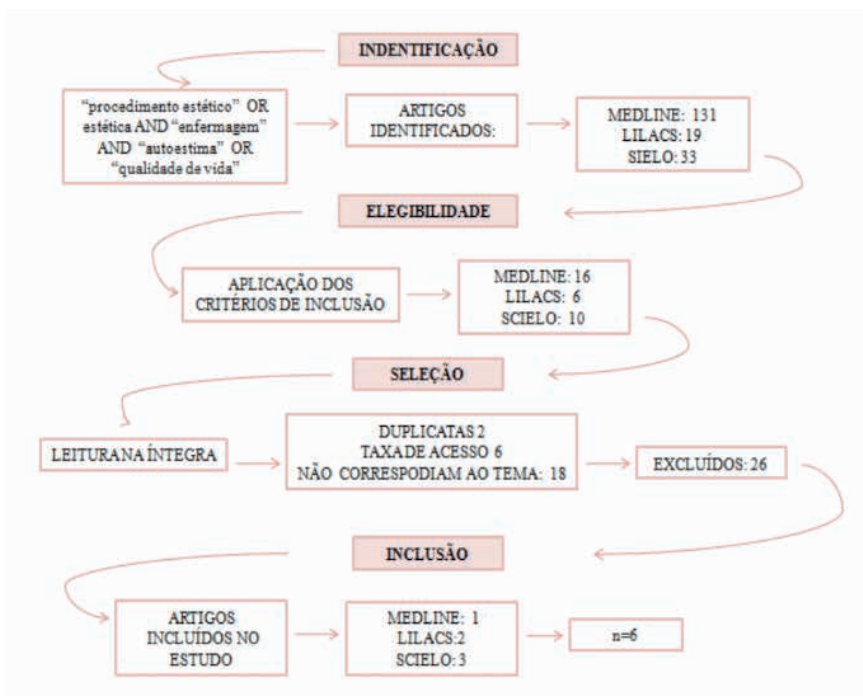 INDENTIFICAÇÃO
“procedimento estético” OR
estética AND “enfermagem”
AND “autoestima” OR
“qualidade de vida”
ARTIGOS
IDENTIFICADOS:
MEDLINE: 131
LILACS: 19
SIELO: 33
ELEGIBILIDADE
APLICAÇÃO DOS
CRITÉRIOS DE INCLUSÃO
MEDLINE: 16
LILACS: 6
SCIELO: 10
SELEÇÃO
LEITURANA ÍNTEGRA
DUPLICATAS 2
TAXA DE ACESSO 6
NÃO CORRESPODIAM AO TEMA: 18
EXCLUÍDOS: 26
INCLUSÃO
ARTIGOS
INCLUÍDOS NO
ESTUDO
MEDLINE: 1
LILACS:2
SCIELO: 3
n=6